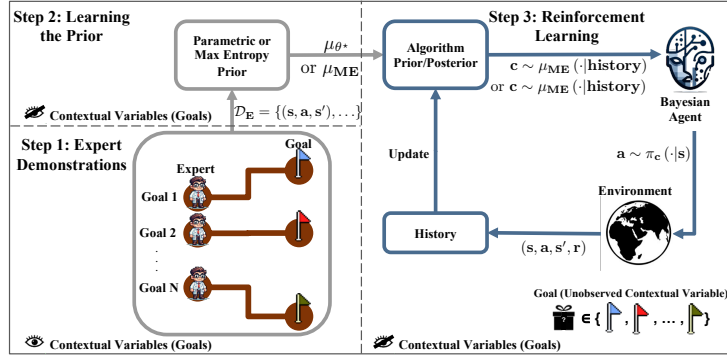 Step 2: Learning
the Prior
Parametric or
Max Entropy
Prior
μθ⋆
or μME
𝒟E = {(s, a, s′), . . .}
Contextual Variables (Goals)
Step 1: Expert
Demonstrations
Expert
Goal
Goal 1
Goal 2
.
.
.
Goal N
Contextual Variables (Goals)
Step 3: Reinforcement
Learning
Algorithm
Prior/Posterior
c ∼ μME (·|history)
or c ∼ μME (·|history)
Bayesian
Agent
a ∼ πc (·|s)
Update
Environment
History
(s, a, s′, r)
Goal (Unobserved Contextual Variable)
? ∈ { , , ... , }
Contextual Variables (Goals)